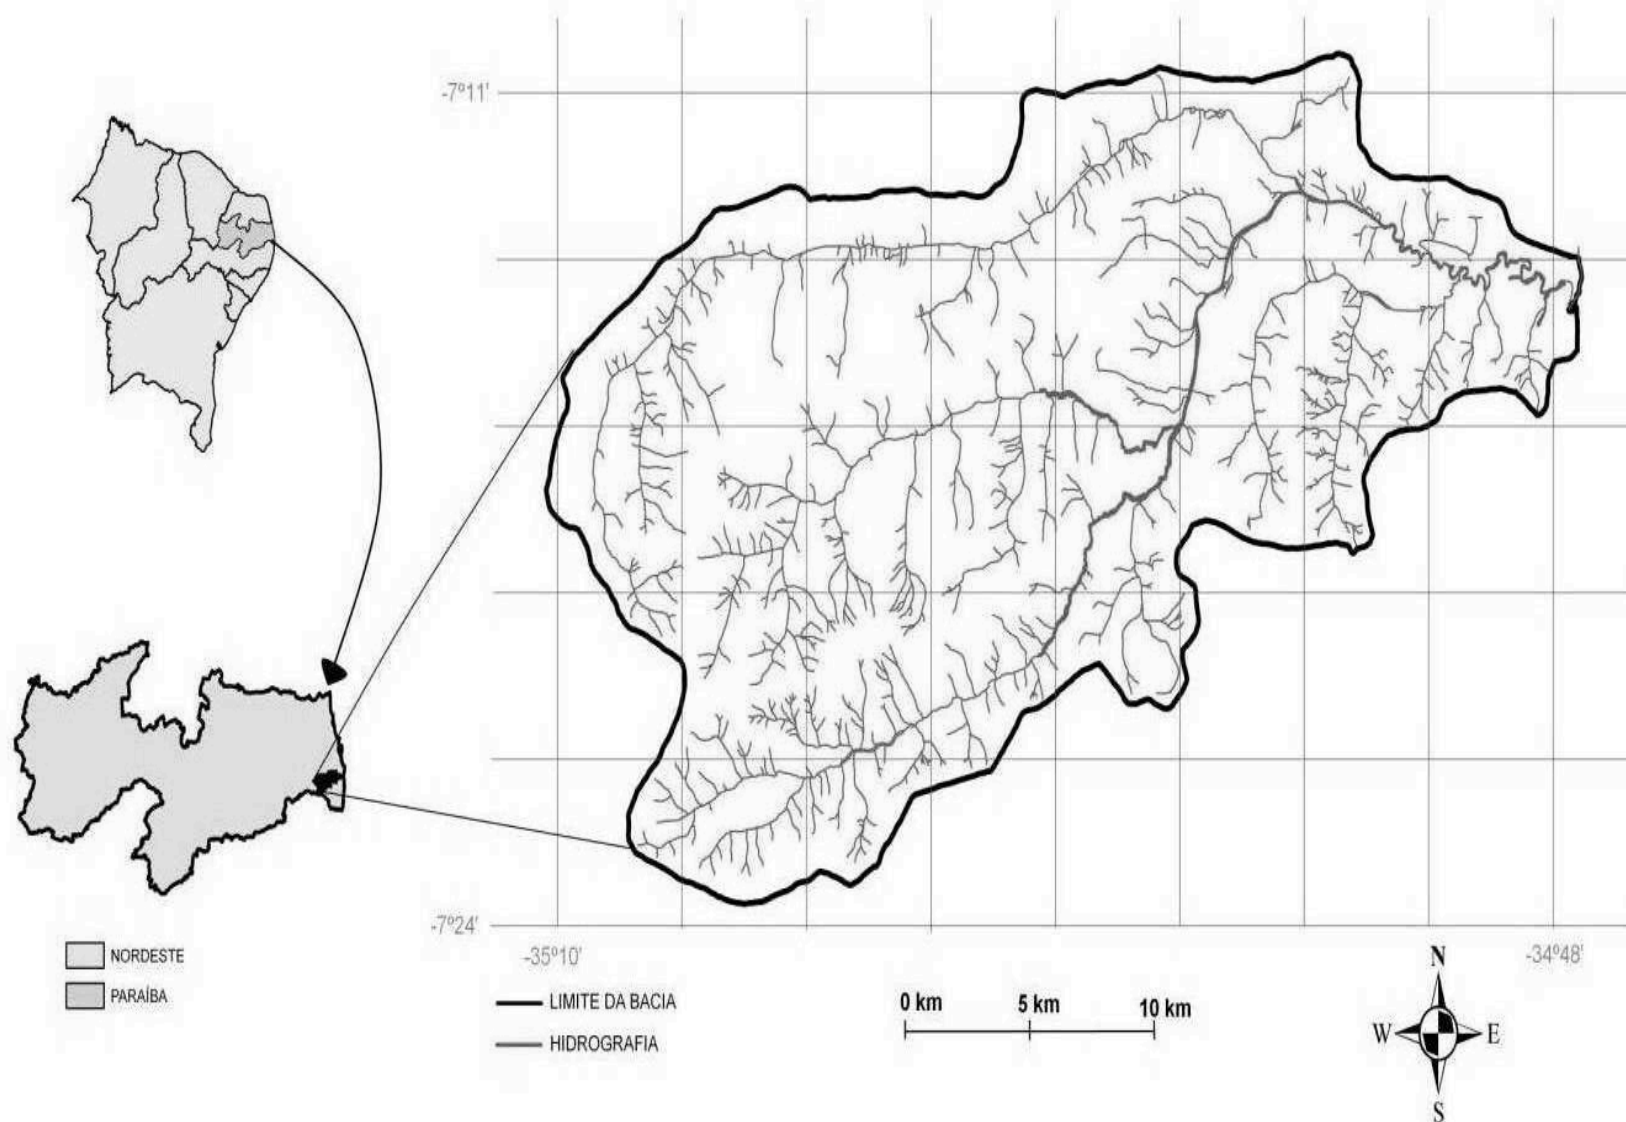 -7º11'
-7º24'
-35º10'
-34º48'
NORDESTE
PARAÍBA
LIMITE DA BACIA
HIDROGRAFIA
0 km
5 km
10 km
N
W
E
S